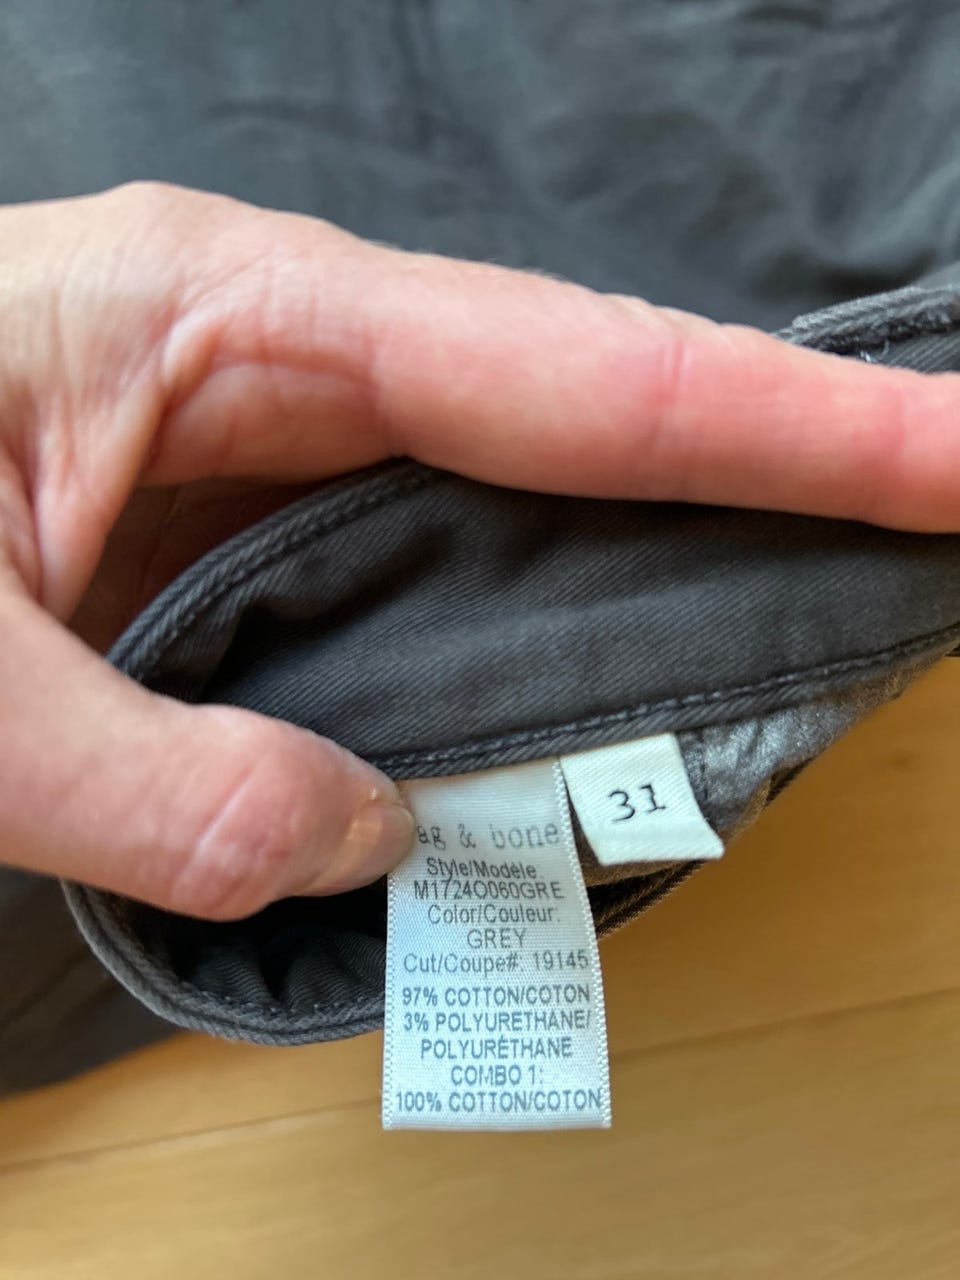 ag & bone
Style/Modèle:
M1724O060GRE
Color/Couleur:
GREY
Cut/Coupe#: 19145
97% COTTON/COTON
3% POLYURETHANE/
POLYURÉTHANE
COMBO 1:
100% COTTON/COTON
31